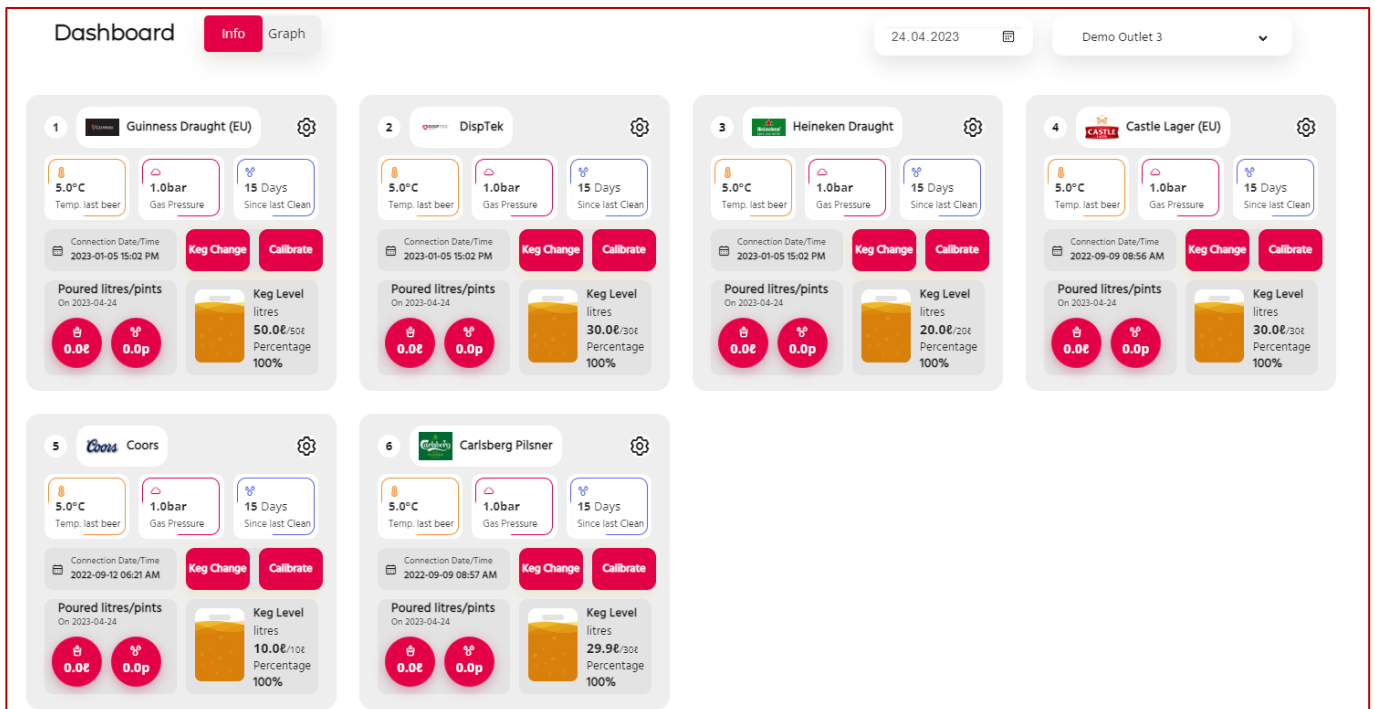 Dashboard
Info
Graph
24.04.2023
Demo Outlet 3
1
GUINNESS
Guinness Draught (EU)
5.0°C
Temp. last beer
1.0bar
Gas Pressure
15 Days
Since last Clean
Connection Date/Time
2023-01-05 15:02 PM
Keg Change
Calibrate
Poured litres/pints
On 2023-04-24
0.0ℓ
0.0p
Keg Level
litres
50.0ℓ/50ℓ
Percentage
100%
2
DISPTEK
DispTek
5.0°C
Temp. last beer
1.0bar
Gas Pressure
15 Days
Since last Clean
Connection Date/Time
2023-01-05 15:02 PM
Keg Change
Calibrate
Poured litres/pints
On 2023-04-24
0.0ℓ
0.0p
Keg Level
litres
30.0ℓ/30ℓ
Percentage
100%
3
Heineken
Heineken Draught
5.0°C
Temp. last beer
1.0bar
Gas Pressure
15 Days
Since last Clean
Connection Date/Time
2023-01-05 15:02 PM
Keg Change
Calibrate
Poured litres/pints
On 2023-04-24
0.0ℓ
0.0p
Keg Level
litres
20.0ℓ/20ℓ
Percentage
100%
4
CASTLE
Castle Lager (EU)
5.0°C
Temp. last beer
1.0bar
Gas Pressure
15 Days
Since last Clean
Connection Date/Time
2022-09-09 08:56 AM
Keg Change
Calibrate
Poured litres/pints
On 2023-04-24
0.0ℓ
0.0p
Keg Level
litres
30.0ℓ/30ℓ
Percentage
100%
5
Coors
Coors
5.0°C
Temp. last beer
1.0bar
Gas Pressure
15 Days
Since last Clean
Connection Date/Time
2022-09-12 06:21 AM
Keg Change
Calibrate
Poured litres/pints
On 2023-04-24
0.0ℓ
0.0p
Keg Level
litres
10.0ℓ/10ℓ
Percentage
100%
6
Carlsberg
Carlsberg Pilsner
5.0°C
Temp. last beer
1.0bar
Gas Pressure
15 Days
Since last Clean
Connection Date/Time
2022-09-09 08:57 AM
Keg Change
Calibrate
Poured litres/pints
On 2023-04-24
0.0ℓ
0.0p
Keg Level
litres
29.9ℓ/30ℓ
Percentage
100%